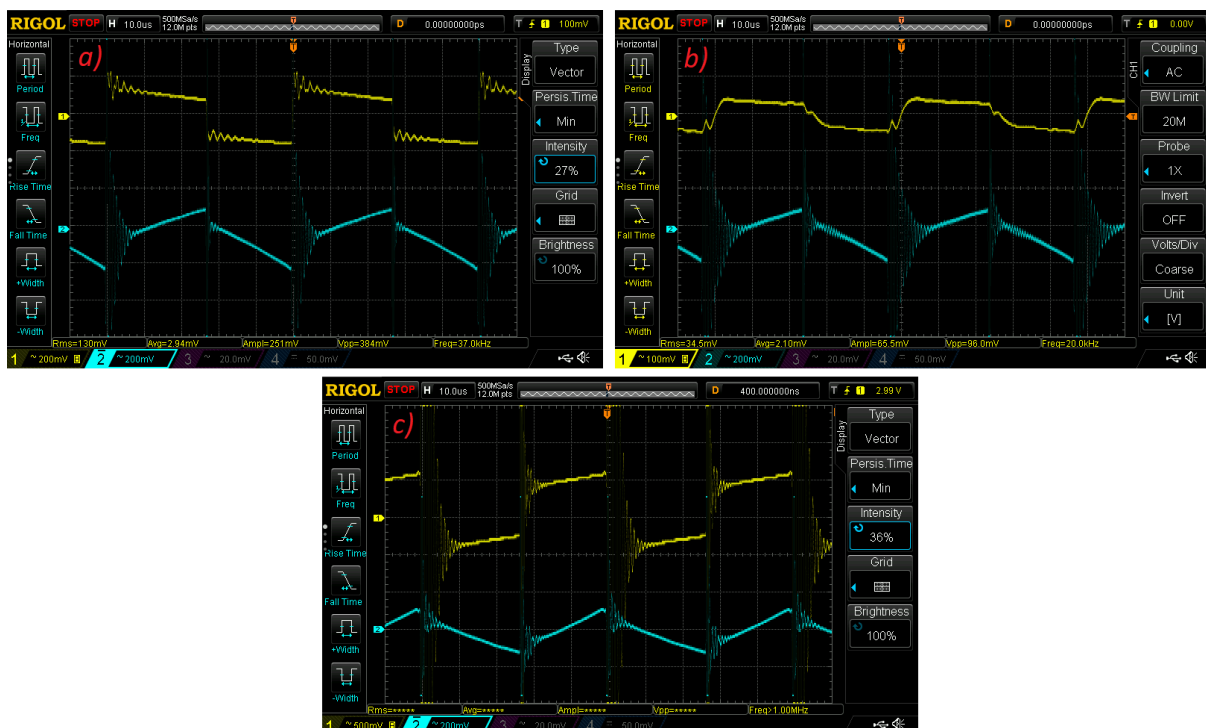 RIGOL STOP H 10.0us 500MSa/s 12.0M pts D 0.00000000ps T 1 100mV
Horizontal
Period
Freq
Rise Time
Fall Time
+Width
-Width
a)
T
1
2
Display
Type
Vector
Persis.Time
Min
Intensity
27%
Grid
Brightness
100%
Rms=130mV Avg=2.94mV Ampl=251mV Vpp=384mV Freq=37.0kHz
1 ~ 200mV B 2 ~ 200mV 3 ~ 20.0mV 4 = 50.0mV
RIGOL STOP H 10.0us 500MSa/s 12.0M pts D 0.00000000ps T 1 0.00V
Horizontal
Period
Freq
Rise Time
Fall Time
+Width
-Width
b)
T
1
2
T
CH1
Coupling
AC
BW Limit
20M
Probe
1X
Invert
OFF
Volts/Div
Coarse
Unit
[V]
Rms=34.5mV Avg=2.10mV Ampl=65.5mV Vpp=96.0mV Freq=20.0kHz
1 ~ 100mV B 2 ~ 200mV 3 ~ 20.0mV 4 = 50.0mV
RIGOL STOP H 10.0us 500MSa/s 12.0M pts D 400.000000ns T 1 2.99 V
Horizontal
Period
Freq
Rise Time
Fall Time
+Width
-Width
c)
T
1
2
Display
Type
Vector
Persis.Time
Min
Intensity
36%
Grid
Brightness
100%
Rms=***** Avg=***** Ampl=***** Vpp=***** Freq>1.00MHz
1 ~ 500mV B 2 ~ 200mV 3 ~ 20.0mV 4 = 50.0mV